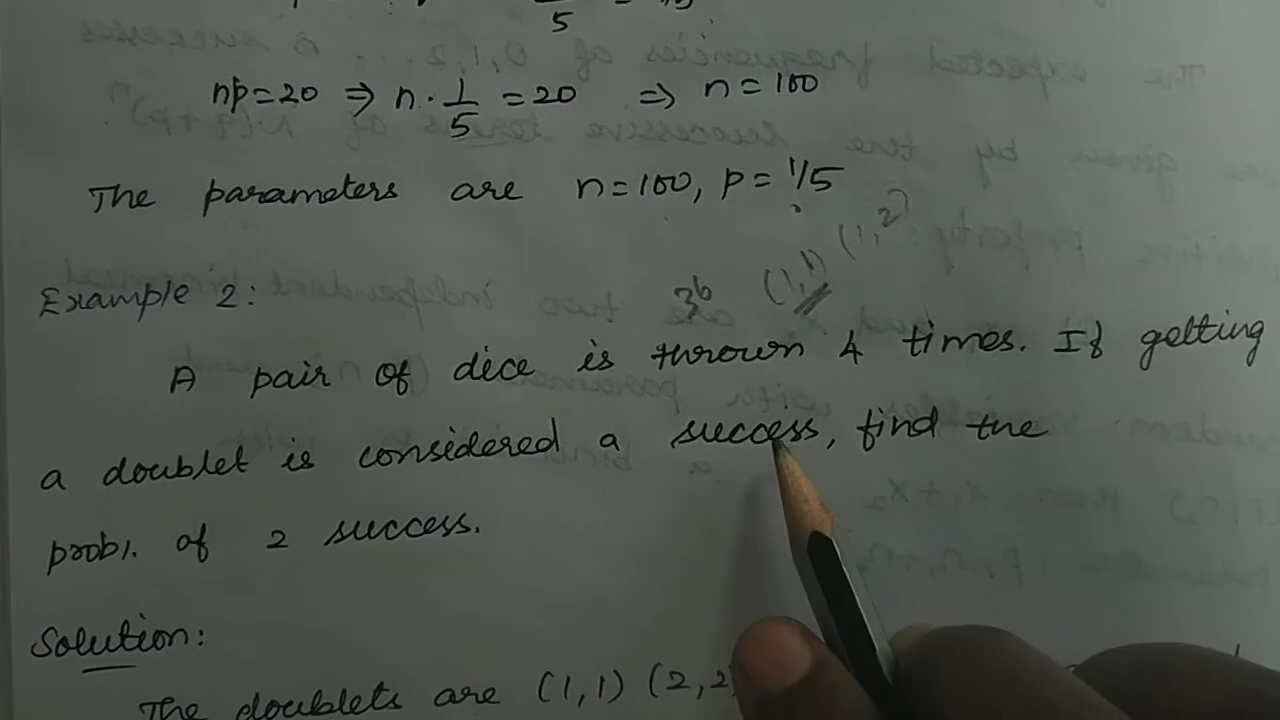 5
np=20 ⇒ n · 1/5 = 20 ⇒ n = 100
The parameters are n=100, p = 1/5
(1,2)
36 (1,1)
Example 2:
A pair of dice is thrown 4 times. If getting
a doublet is considered a success, find the
probl. of 2 success.
Solution:
The doublets are (1,1) (2,2)